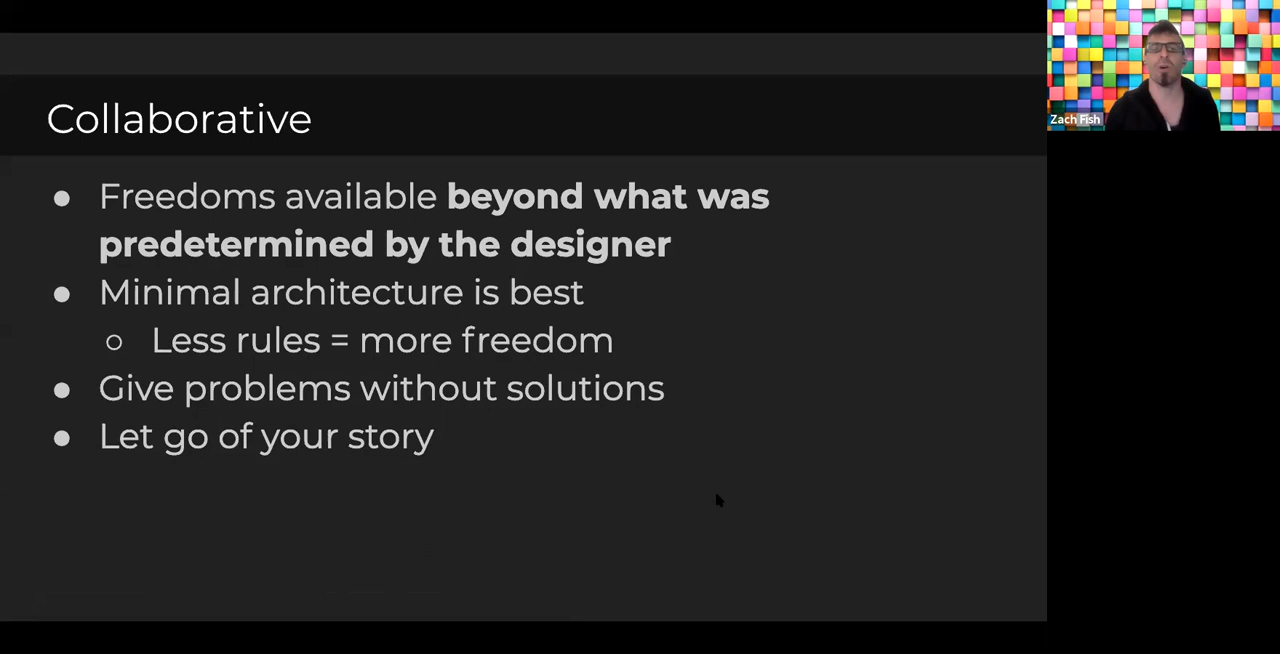 Collaborative
● Freedoms available beyond what was
predetermined by the designer
● Minimal architecture is best
○ Less rules = more freedom
● Give problems without solutions
● Let go of your story
Zach Fish